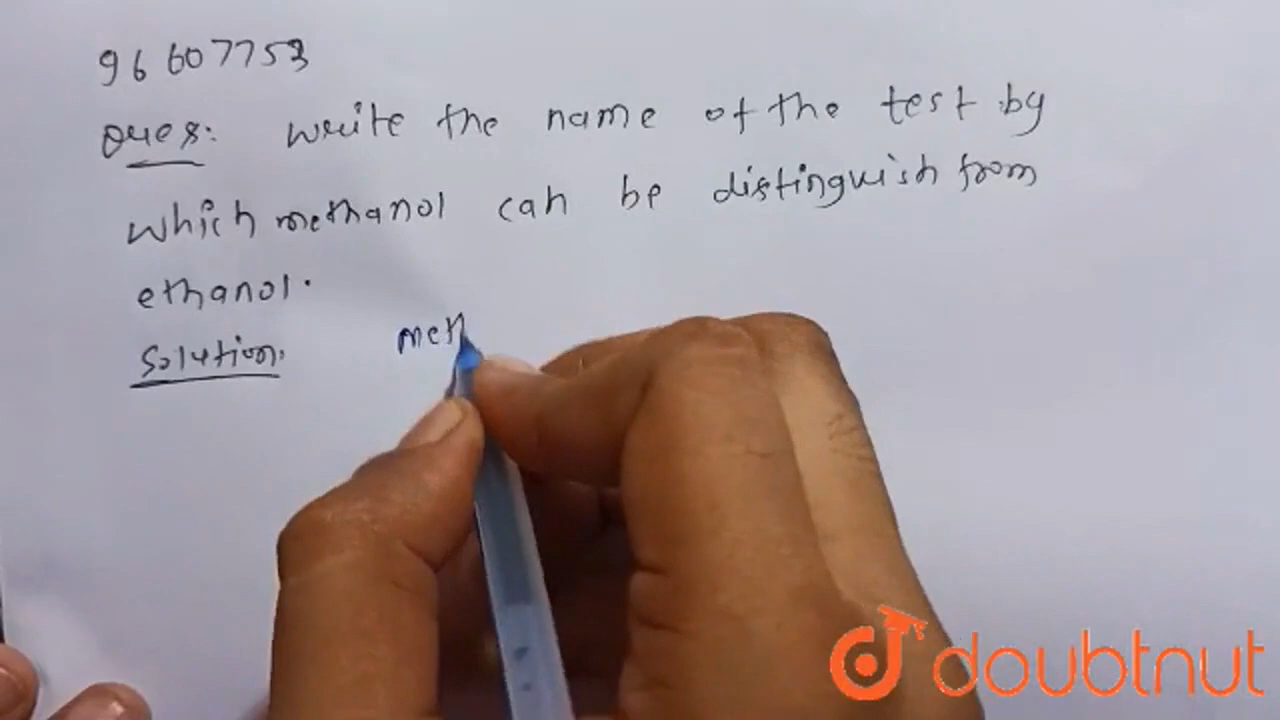 96607753
Ques: Write the name of the test by
which methanol can be distinguish from
ethanol.
Solution.
meth
doubtnut